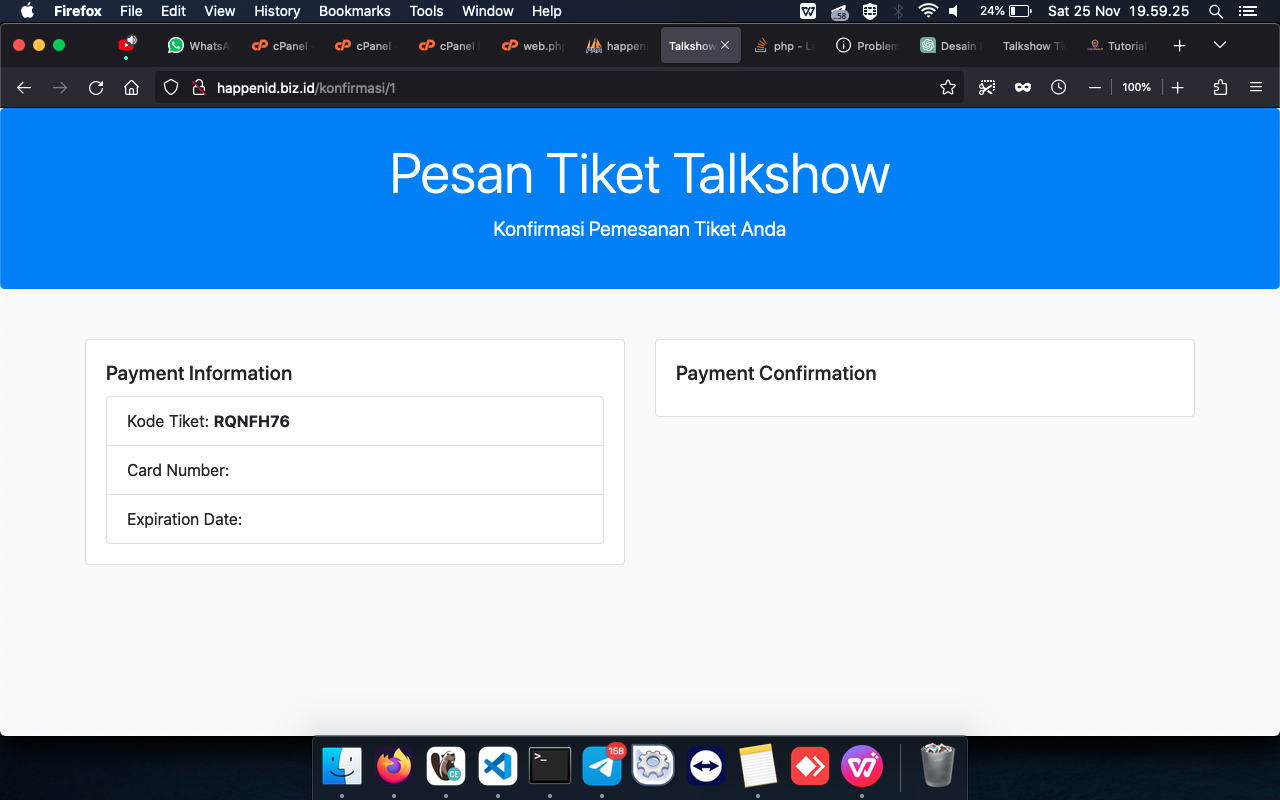 Firefox File Edit View History Bookmarks Tools Window Help 24% Sat 25 Nov 19.59.25
WhatsA cPanel cPanel cPanel web.ph happen Talkshow php - L Problem Desain Talkshow Ti Tutorial
happenid.biz.id/konfirmasi/1 100%
Pesan Tiket Talkshow
Konfirmasi Pemesanan Tiket Anda
Payment Information
Kode Tiket: RQNFH76
Card Number:
Expiration Date:
Payment Confirmation
158
CE